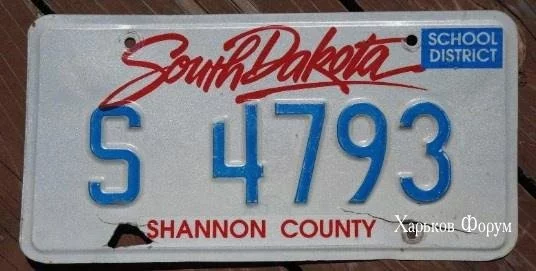 South Dakota
SCHOOL
DISTRICT
S 4793
SHANNON COUNTY
Харьков Форум